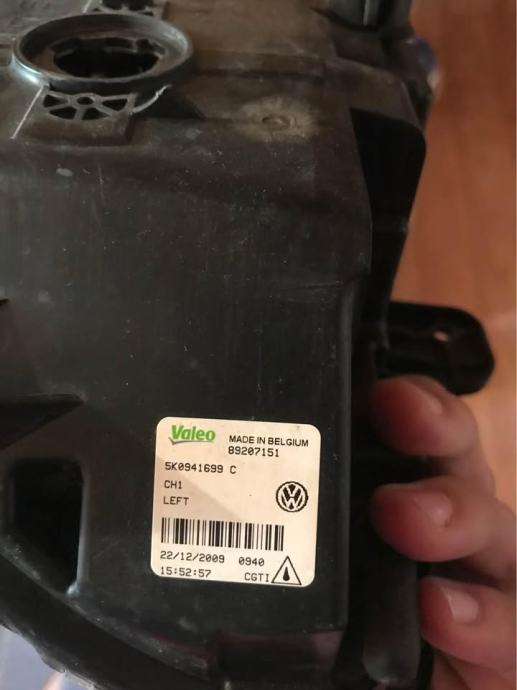 Valeo MADE IN BELGIUM
89207151
5K0941699 C
CH1
LEFT
22/12/2009 0940
15:52:57 CGTI